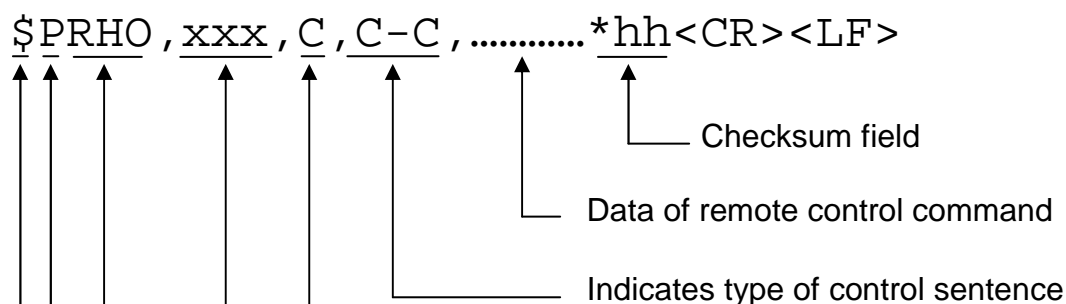 $PRHO,xxx,C,C-C,............*hh<CR><LF>
Checksum field
Data of remote control command
Indicates type of control sentence